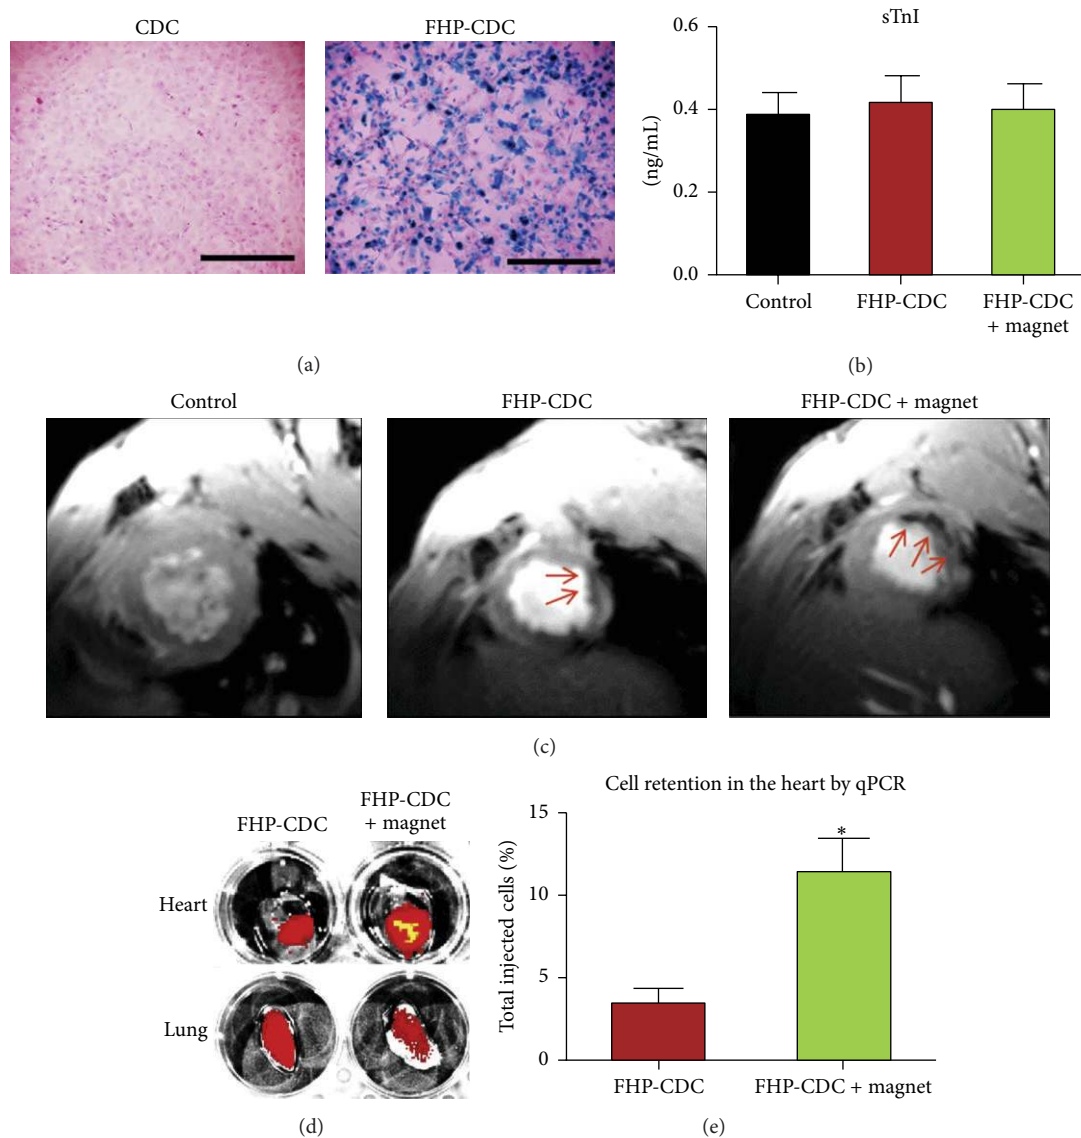 CDC
FHP-CDC
(a)
sTnI
(ng/mL)
0.6
0.4
0.2
0.0
Control
FHP-CDC
FHP-CDC
+ magnet
(b)
Control
FHP-CDC
FHP-CDC + magnet
(c)
FHP-CDC
FHP-CDC
+ magnet
Heart
Lung
(d)
Cell retention in the heart by qPCR
Total injected cells (%)
15
10
5
0
*
FHP-CDC
FHP-CDC + magnet
(e)